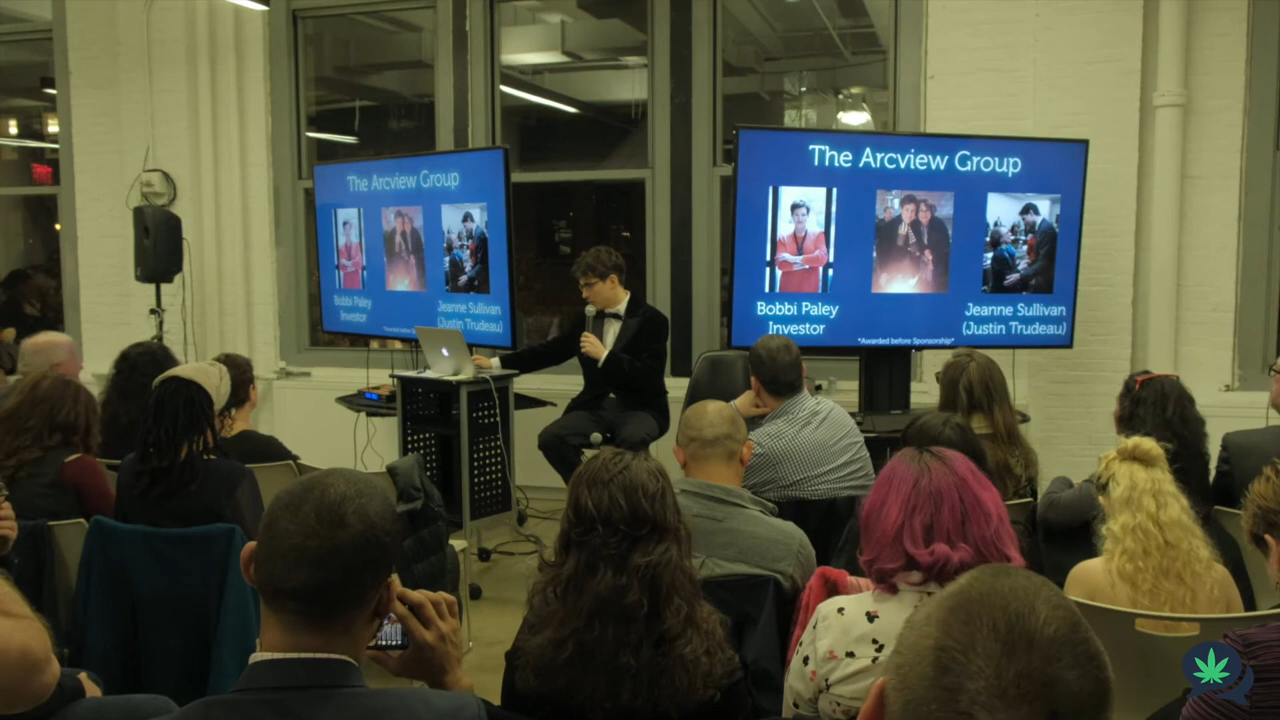 The Arcview Group
Bobbi Paley
Investor
Jeanne Sullivan
(Justin Trudeau)
The Arcview Group
Bobbi Paley
Investor
Jeanne Sullivan
(Justin Trudeau)
*Awarded before Sponsorship*